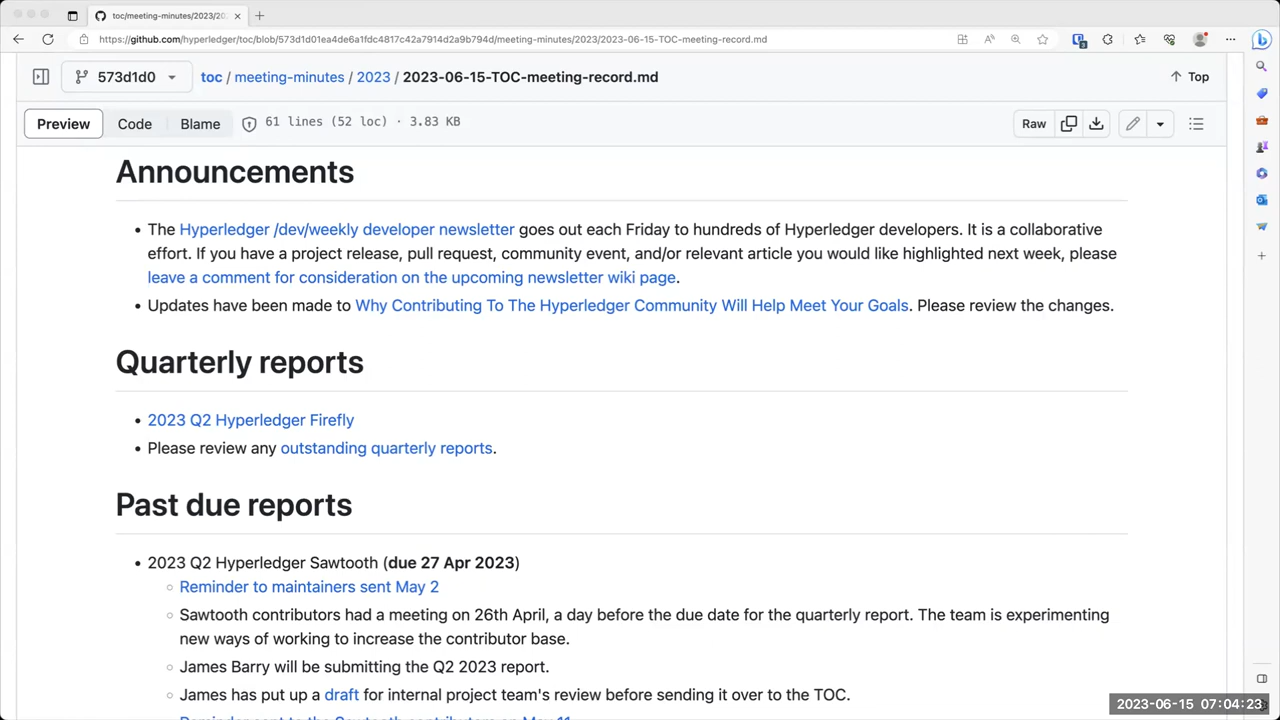 toc/meeting-minutes/2023/202
https://github.com/hyperledger/toc/blob/573d1d01ea4de6a1fdc4817c42a7914d2a9b794d/meeting-minutes/2023/2023-06-15-TOC-meeting-record.md
573d1d0 toc / meeting-minutes / 2023 / 2023-06-15-TOC-meeting-record.md Top
Preview Code Blame 61 lines (52 loc) · 3.83 KB Raw
Announcements
• The Hyperledger /dev/weekly developer newsletter goes out each Friday to hundreds of Hyperledger developers. It is a collaborative
effort. If you have a project release, pull request, community event, and/or relevant article you would like highlighted next week, please
leave a comment for consideration on the upcoming newsletter wiki page.
• Updates have been made to Why Contributing To The Hyperledger Community Will Help Meet Your Goals. Please review the changes.
Quarterly reports
• 2023 Q2 Hyperledger Firefly
• Please review any outstanding quarterly reports.
Past due reports
• 2023 Q2 Hyperledger Sawtooth (due 27 Apr 2023)
◦ Reminder to maintainers sent May 2
◦ Sawtooth contributors had a meeting on 26th April, a day before the due date for the quarterly report. The team is experimenting
new ways of working to increase the contributor base.
◦ James Barry will be submitting the Q2 2023 report.
◦ James has put up a draft for internal project team's review before sending it over to the TOC.
Reminder sent to the Sawtooth contributors on May 11
2023-06-15 07:04:23